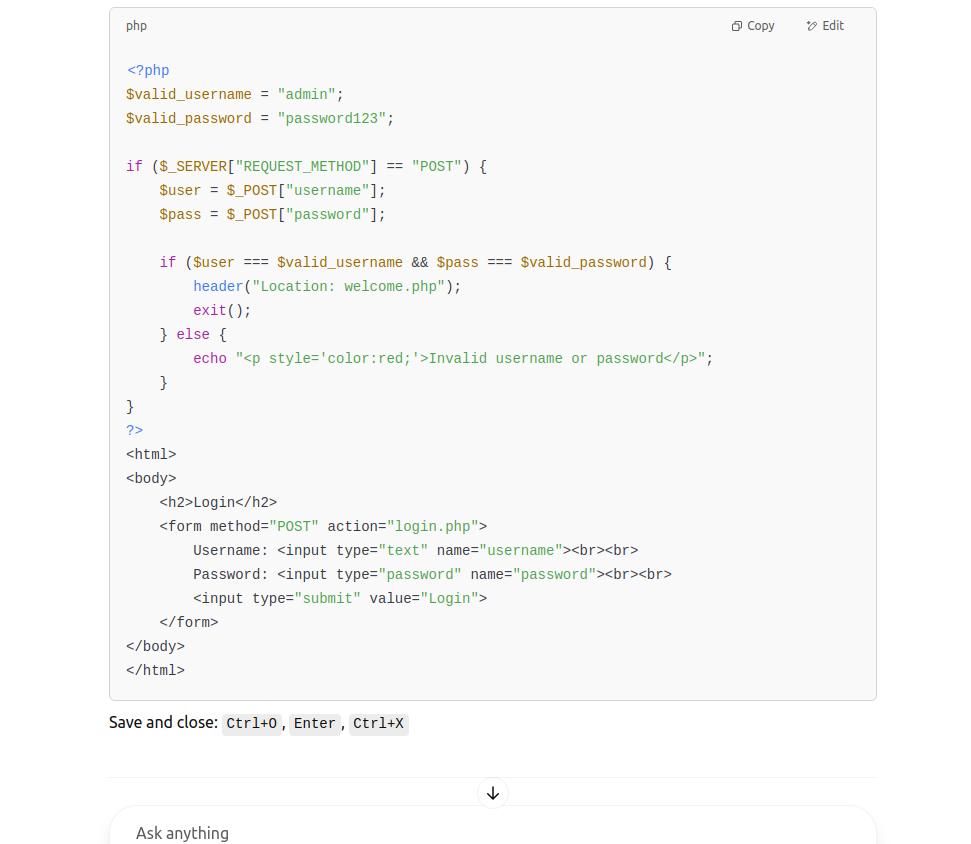 php
Copy
Edit
<?php
$valid_username = "admin";
$valid_password = "password123";

if ($_SERVER["REQUEST_METHOD"] == "POST") {
    $user = $_POST["username"];
    $pass = $_POST["password"];

    if ($user === $valid_username && $pass === $valid_password) {
        header("Location: welcome.php");
        exit();
    } else {
        echo "<p style='color:red;'>Invalid username or password</p>";
    }
}
?>
<html>
<body>
    <h2>Login</h2>
    <form method="POST" action="login.php">
        Username: <input type="text" name="username"><br><br>
        Password: <input type="password" name="password"><br><br>
        <input type="submit" value="Login">
    </form>
</body>
</html>
Save and close: Ctrl+O, Enter, Ctrl+X
Ask anything